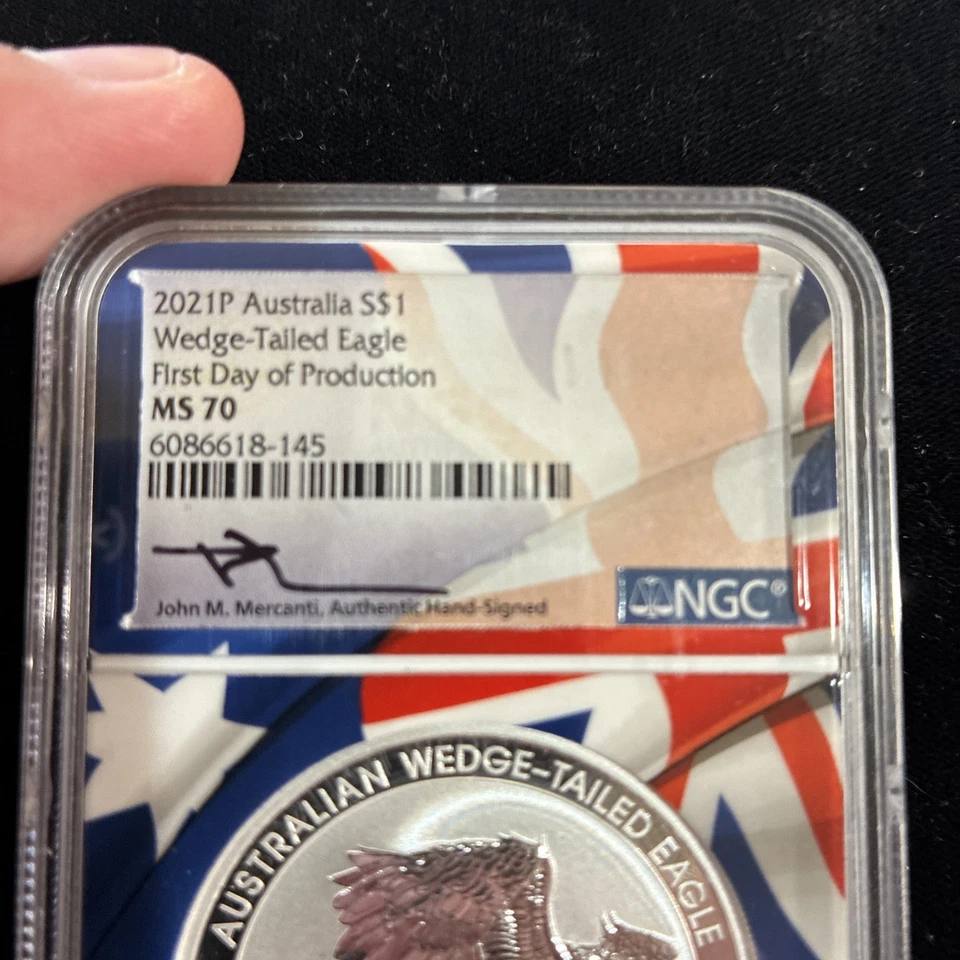 2021P Australia S$1
Wedge-Tailed Eagle
First Day of Production
MS 70
6086618-145
John M. Mercanti, Authentic Hand-Signed
NGC®
AUSTRALIAN WEDGE-TAILED EAGLE